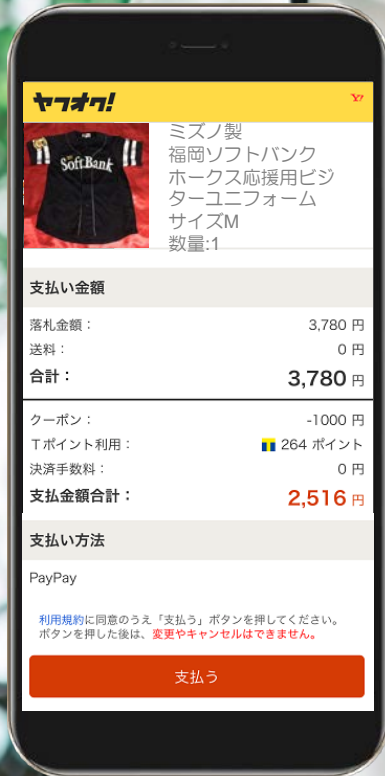 ヤフオク!
Y!
SoftBank
ミズノ製
福岡ソフトバンク
ホークス応援用ビジ
ターユニフォーム
サイズM
数量:1
支払い金額
落札金額： 3,780 円
送料： 0 円
合計： 3,780 円
クーポン： -1000 円
Tポイント利用： 264 ポイント
決済手数料： 0 円
支払金額合計： 2,516 円
支払い方法
PayPay
利用規約に同意のうえ「支払う」ボタンを押してください。
ボタンを押した後は、変更やキャンセルはできません。
支払う